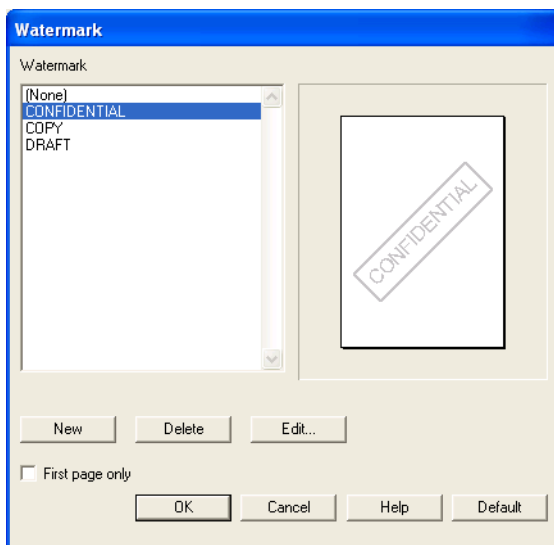 Watermark
Watermark
(None)
CONFIDENTIAL
COPY
DRAFT
CONFIDENTIAL
New Delete Edit...
First page only
OK Cancel Help Default